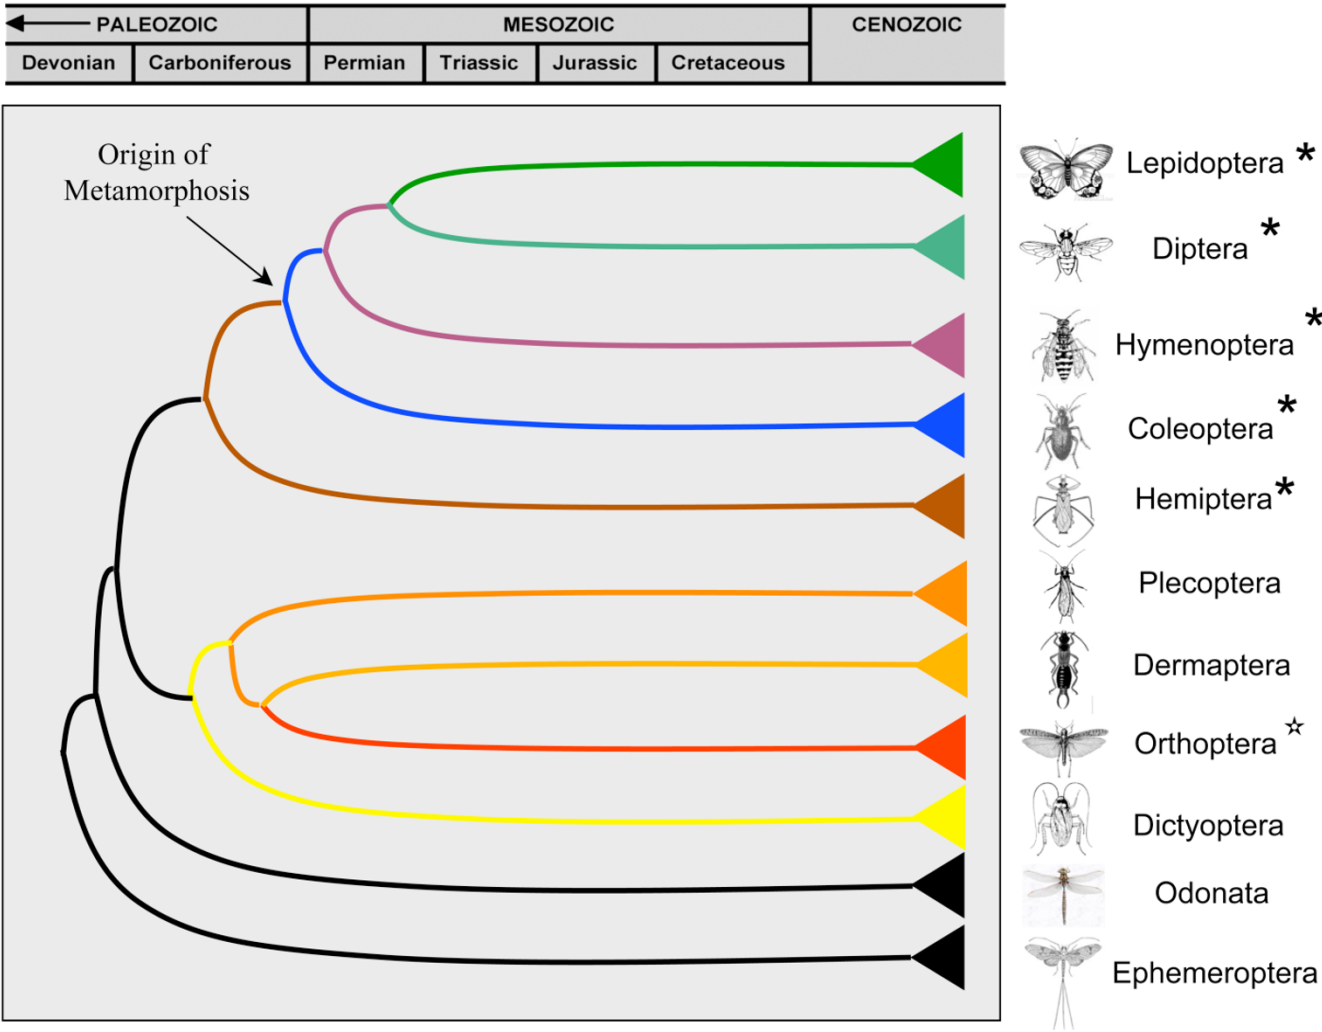 PALEOZOIC MESOZOIC CENOZOIC
Devonian Carboniferous Permian Triassic Jurassic Cretaceous
Origin of
Metamorphosis
Lepidoptera *
Diptera *
Hymenoptera *
Coleoptera *
Hemiptera *
Plecoptera
Dermaptera
Orthoptera ☆
Dictyoptera
Odonata
Ephemeroptera